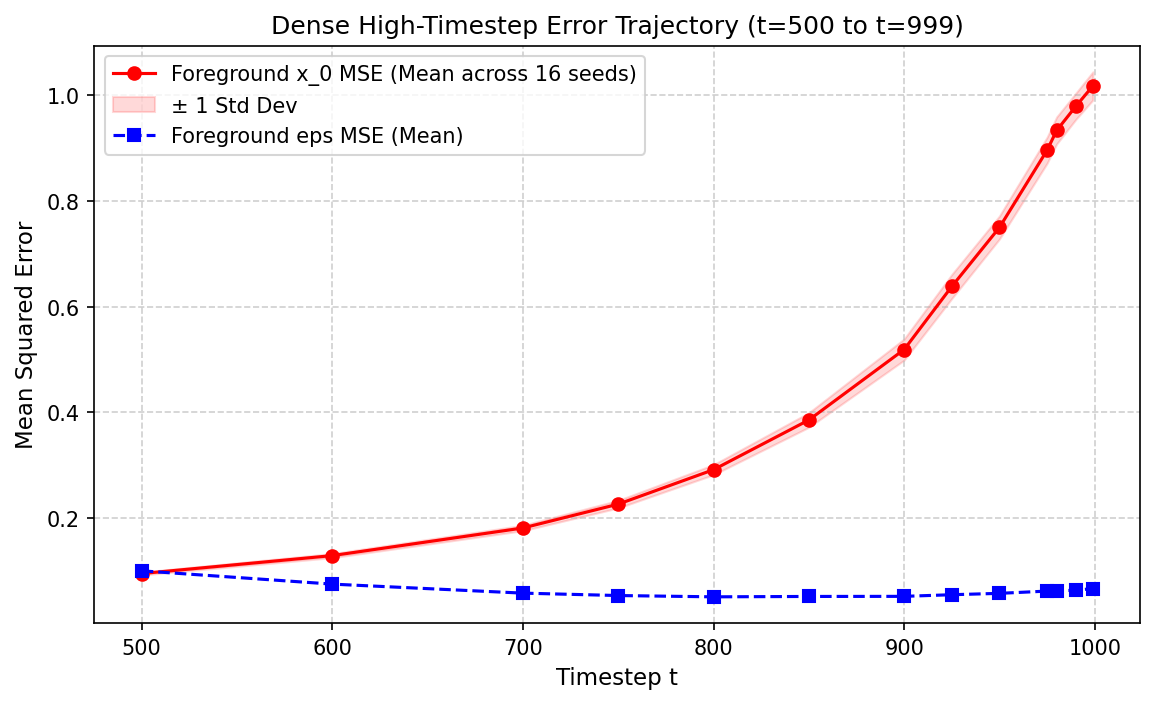 Dense High-Timestep Error Trajectory (t=500 to t=999)
Foreground x_0 MSE (Mean across 16 seeds)
± 1 Std Dev
Foreground eps MSE (Mean)
Mean Squared Error
1.0
0.8
0.6
0.4
0.2
500 600 700 800 900 1000
Timestep t